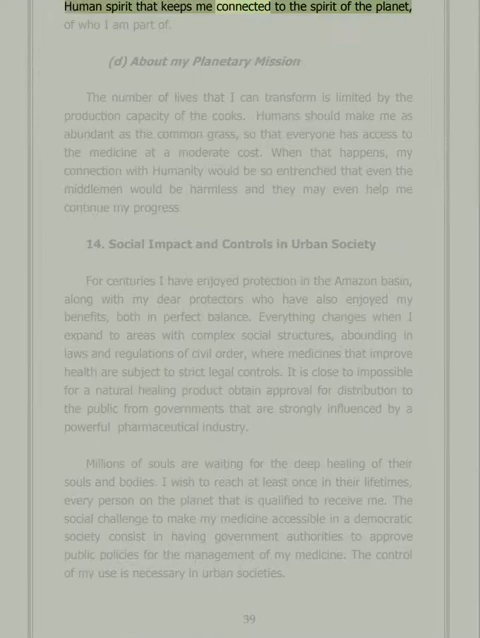 Human spirit that keeps me connected to the spirit of the planet,
of who I am part of.
(d) About my Planetary Mission
The number of lives that I can transform is limited by the
production capacity of the cooks. Humans should make me as
abundant as the common grass, so that everyone has access to
the medicine at a moderate cost. When that happens, my
connection with Humanity would be so entrenched that even the
middlemen would be harmless and they may even help me
continue my progress
14. Social Impact and Controls in Urban Society
For centuries I have enjoyed protection in the Amazon basin,
along with my dear protectors who have also enjoyed my
benefits, both in perfect balance. Everything changes when I
expand to areas with complex social structures, abounding in
laws and regulations of civil order, where medicines that improve
health are subject to strict legal controls. It is close to impossible
for a natural healing product obtain approval for distribution to
the public from governments that are strongly influenced by a
powerful pharmaceutical industry.
Millions of souls are waiting for the deep healing of their
souls and bodies. I wish to reach at least once in their lifetimes,
every person on the planet that is qualified to receive me. The
social challenge to make my medicine accessible in a democratic
society consist in having government authorities to approve
public policies for the management of my medicine. The control
of my use is necessary in urban societies.
39